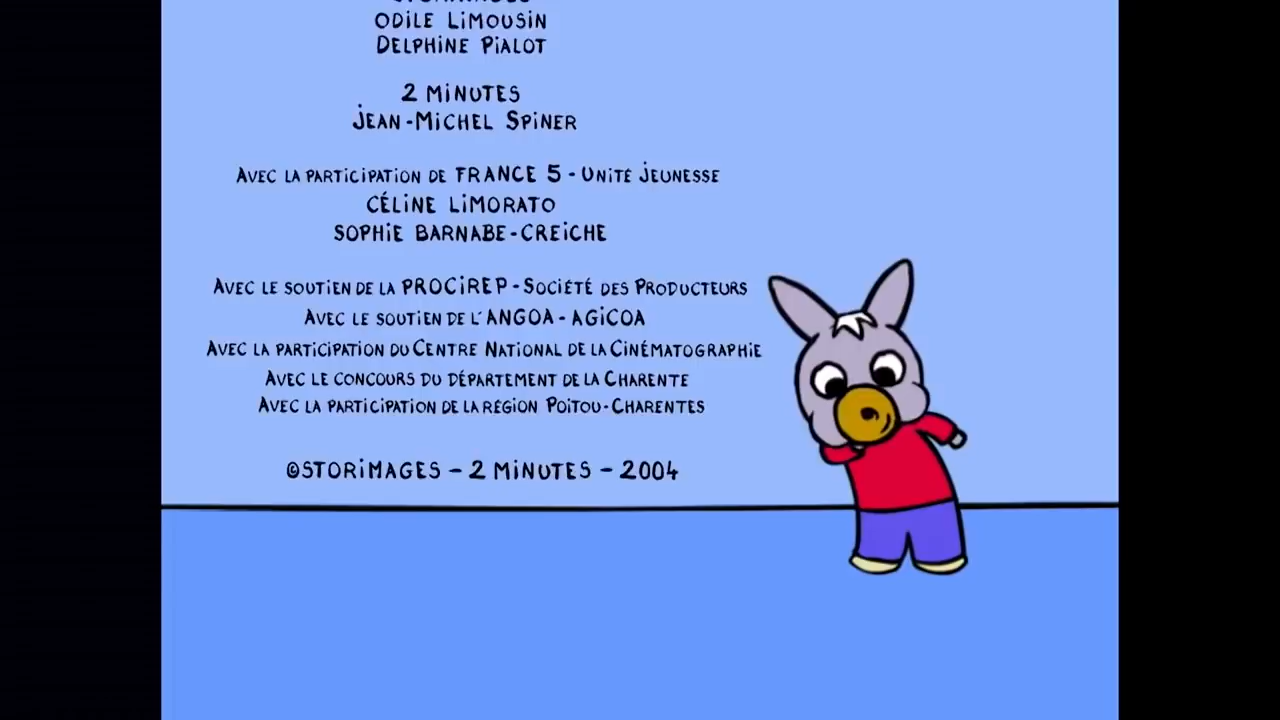 ODILE LIMOUSIN
DELPHINE PIALOT
2 MINUTES
JEAN-MICHEL SPINER
AVEC LA PARTICIPATION DE FRANCE 5 - UNITÉ JEUNESSE
CÉLINE LIMORATO
SOPHIE BARNABE-CREICHE
AVEC LE SOUTIEN DE LA PROCIREP - SOCIÉTÉ DES PRODUCTEURS
AVEC LE SOUTIEN DE L'ANGOA - AGICOA
AVEC LA PARTICIPATION DU CENTRE NATIONAL DE LA CINÉMATOGRAPHIE
AVEC LE CONCOURS DU DÉPARTEMENT DE LA CHARENTE
AVEC LA PARTICIPATION DE LA RÉGION POITOU-CHARENTES
©STORIMAGES - 2 MINUTES - 2004